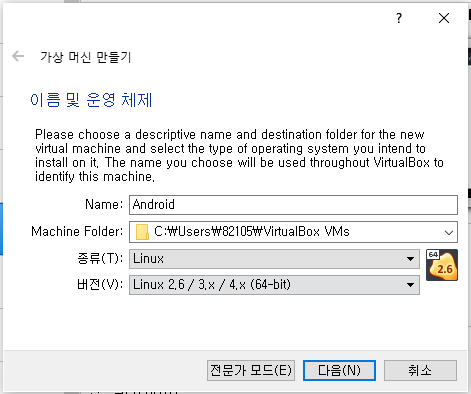 ?
가상 머신 만들기
이름 및 운영 체제
Please choose a descriptive name and destination folder for the new
virtual machine and select the type of operating system you intend to
install on it. The name you choose will be used throughout VirtualBox to
identify this machine.
Name: Android
Machine Folder: C:₩Users₩82105₩VirtualBox VMs
종류(T): Linux
64
2.6
버전(V): Linux 2.6 / 3.x / 4.x (64-bit)
전문가 모드(E) 다음(N) 취소